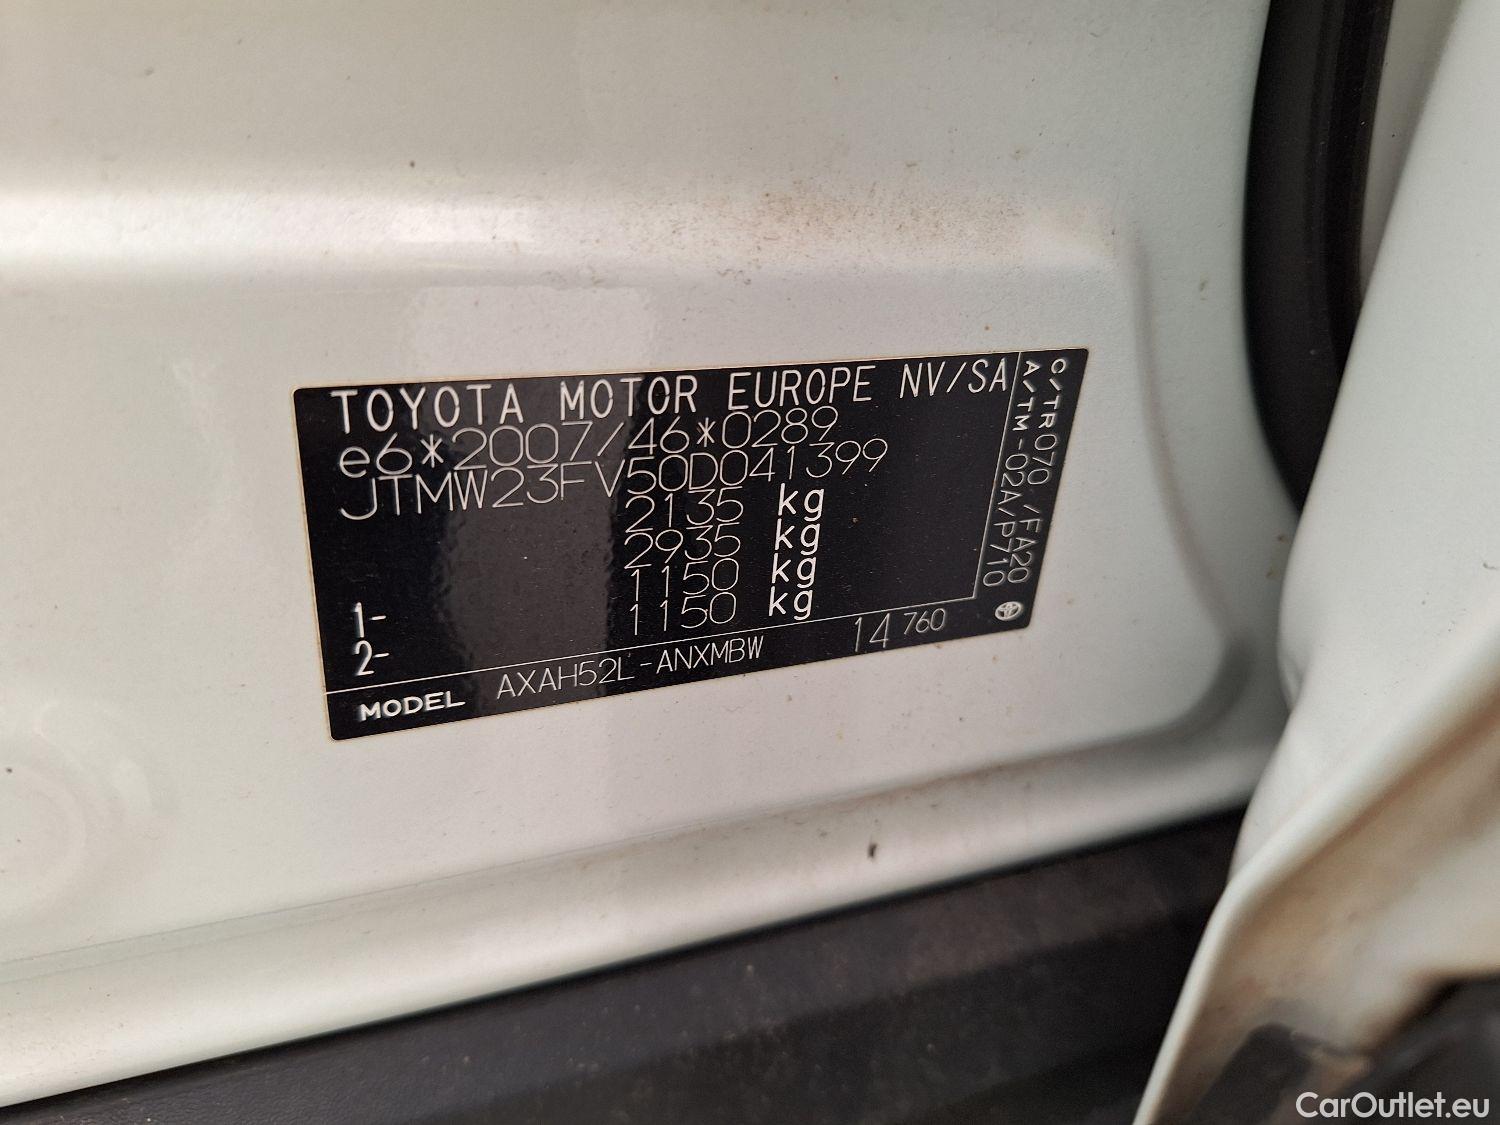 TOYOTA MOTOR EUROPE NV/SA
e6*2007/46*0289
JTMW23FV50D041399
2135 kg
2935 kg
1- 1150 kg
2- 1150 kg
MODEL AXAH52L-ANXMBW 14 760
C/TR070 /FA20
A/TM-02A/P710
CarOutlet.eu